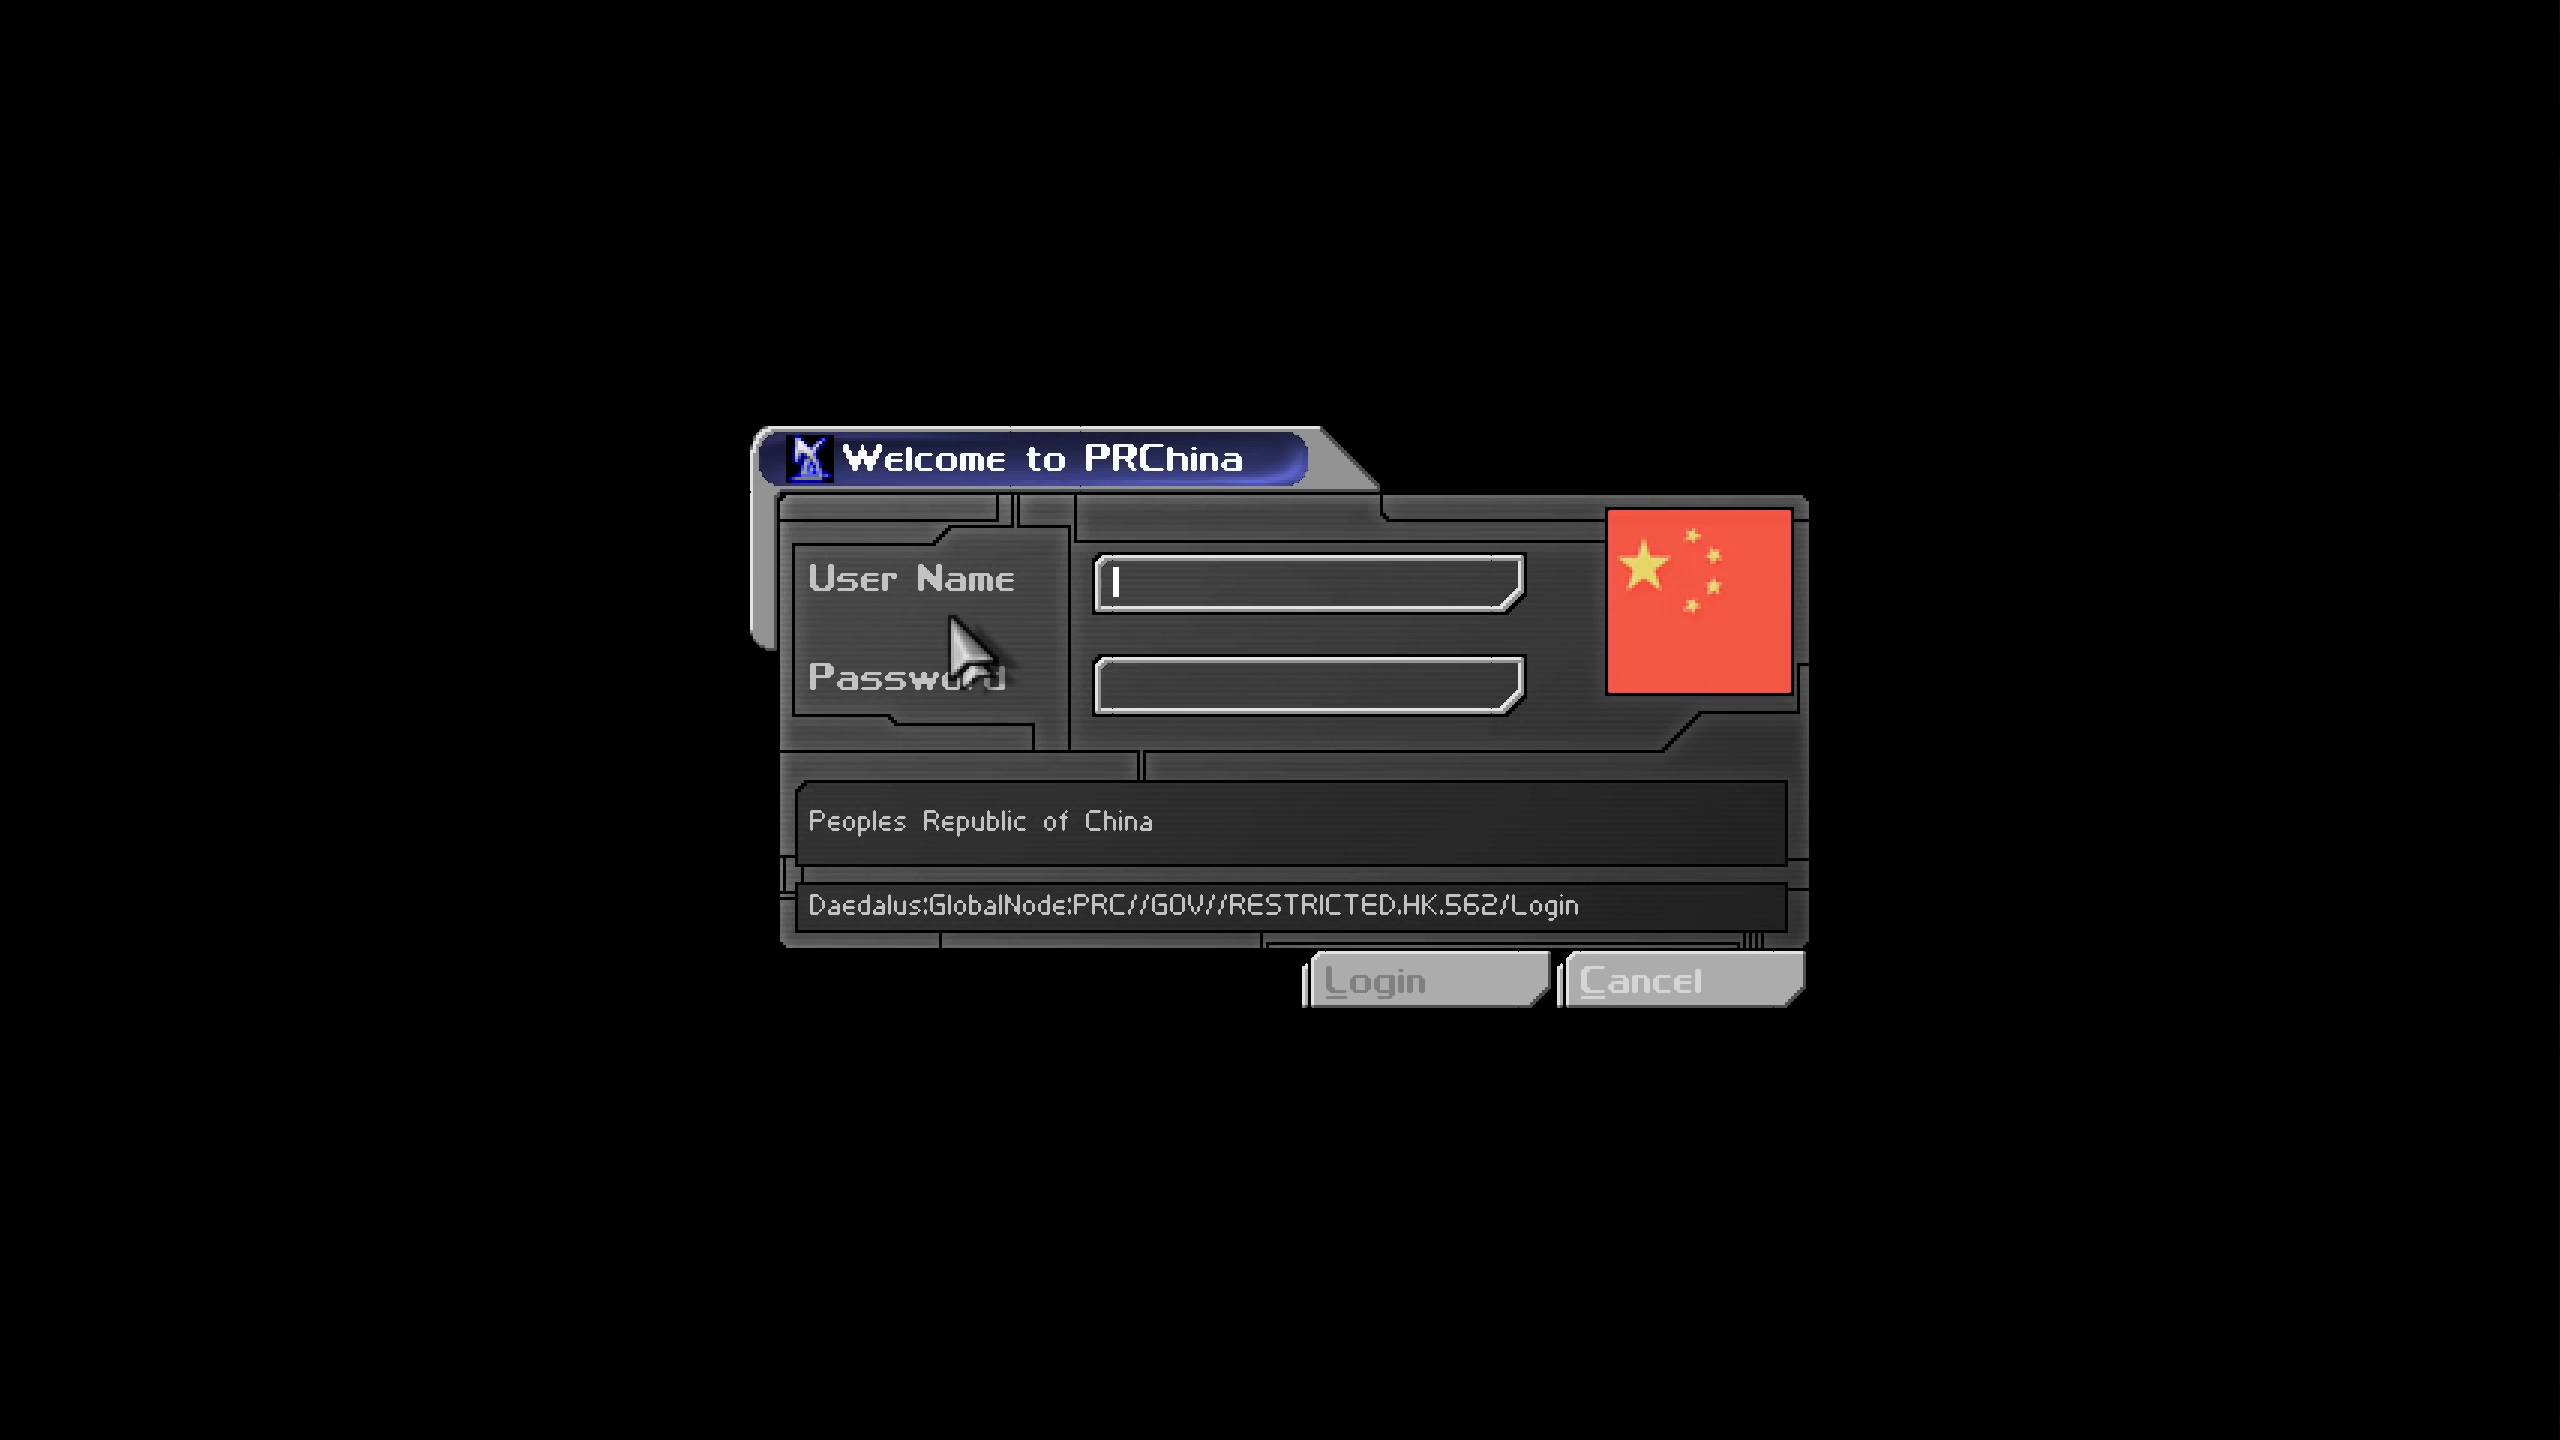 Welcome to PRChina
User Name
Password
Peoples Republic of China
Daedalus:GlobalNode:PRC//GOV//RESTRICTED.HK.562/Login
Login
Cancel